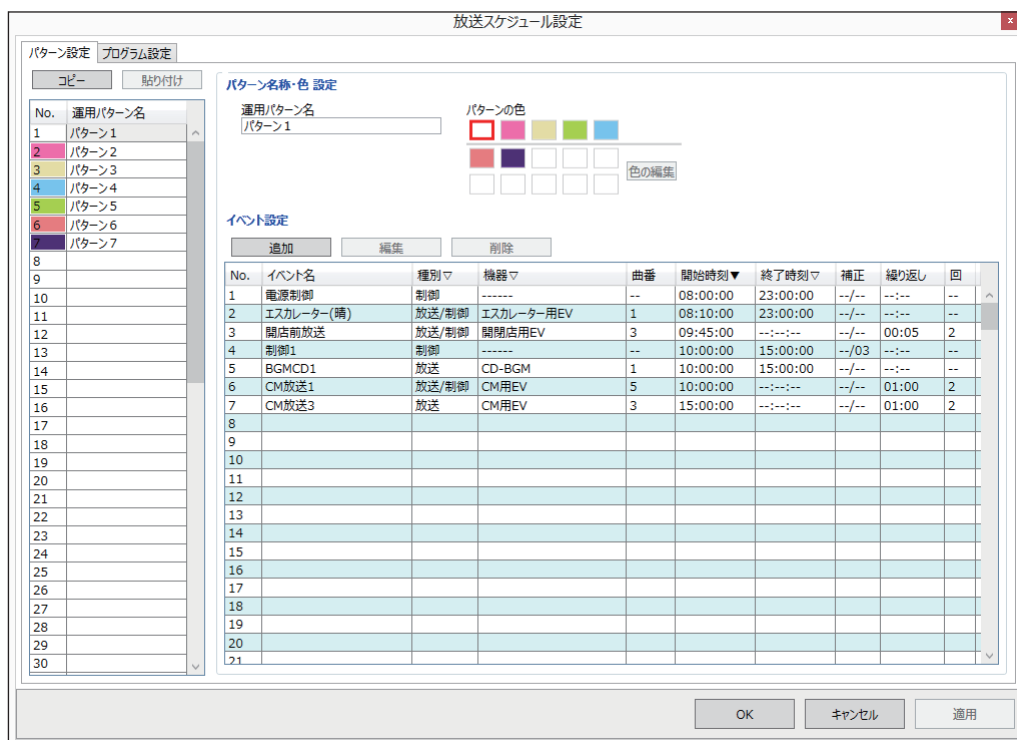 放送スケジュール設定
x
パターン設定 プログラム設定
コピー 貼り付け
No. 運用パターン名
1 パターン1
2 パターン2
3 パターン3
4 パターン4
5 パターン5
6 パターン6
7 パターン7
8
9
10
11
12
13
14
15
16
17
18
19
20
21
22
23
24
25
26
27
28
29
30
パターン名称・色 設定
運用パターン名 パターンの色
パターン1
色の編集
イベント設定
追加 編集 削除
No. イベント名 種別▽ 機器▽ 曲番 開始時刻▼ 終了時刻▽ 補正 繰り返し 回
1 電源制御 制御 ------ -- 08:00:00 23:00:00 --/-- --:-- --
2 エスカレーター(晴) 放送/制御 エスカレーター用EV 1 08:10:00 23:00:00 --/-- --:-- --
3 開店前放送 放送/制御 開閉店用EV 3 09:45:00 --:--:-- --/-- 00:05 2
4 制御1 制御 ------ -- 10:00:00 15:00:00 --/03 --:-- --
5 BGMCD1 放送 CD-BGM 1 10:00:00 15:00:00 --/-- --:-- --
6 CM放送1 放送/制御 CM用EV 5 10:00:00 --:--:-- --/-- 01:00 2
7 CM放送3 放送 CM用EV 3 15:00:00 --:--:-- --/-- 01:00 2
8
9
10
11
12
13
14
15
16
17
18
19
20
21
OK キャンセル 適用